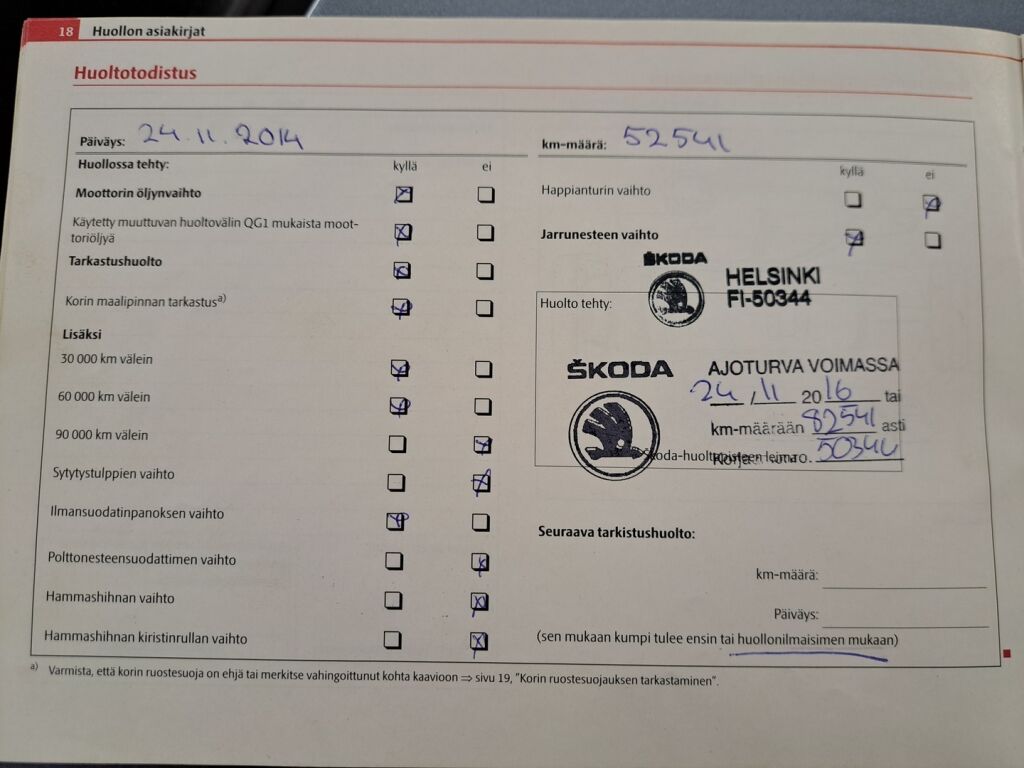 18 Huollon asiakirjat
Huoltotodistus
Päiväys: 24.11.2014
Huollossa tehty: kyllä ei
Moottorin öljynvaihto
Käytetty muuttuvan huoltovälin QG1 mukaista moot-
toriöljyä
Tarkastushuolto
Korin maalipinnan tarkastus a)
Lisäksi
30 000 km välein
60 000 km välein
90 000 km välein
Sytytystulppien vaihto
Ilmansuodatinpanoksen vaihto
Polttonesteensuodattimen vaihto
Hammashihnan vaihto
Hammashihnan kiristinrullan vaihto
km-määrä: 52541
kyllä ei
Happianturin vaihto
Jarrunesteen vaihto
ŠKODA
HELSINKI
FI-50344
Huolto tehty:
ŠKODA
AJOTURVA VOIMASSA
24 / 11 2016 tai
km-määrään 82541 asti
50344
Škoda-huoltopisteen leima
Seuraava tarkistushuolto:
km-määrä:
Päiväys:
(sen mukaan kumpi tulee ensin tai huollonilmaisimen mukaan)
a) Varmista, että korin ruostesuoja on ehjä tai merkitse vahingoittunut kohta kaavioon ⇒ sivu 19, "Korin ruostesuojauksen tarkastaminen".